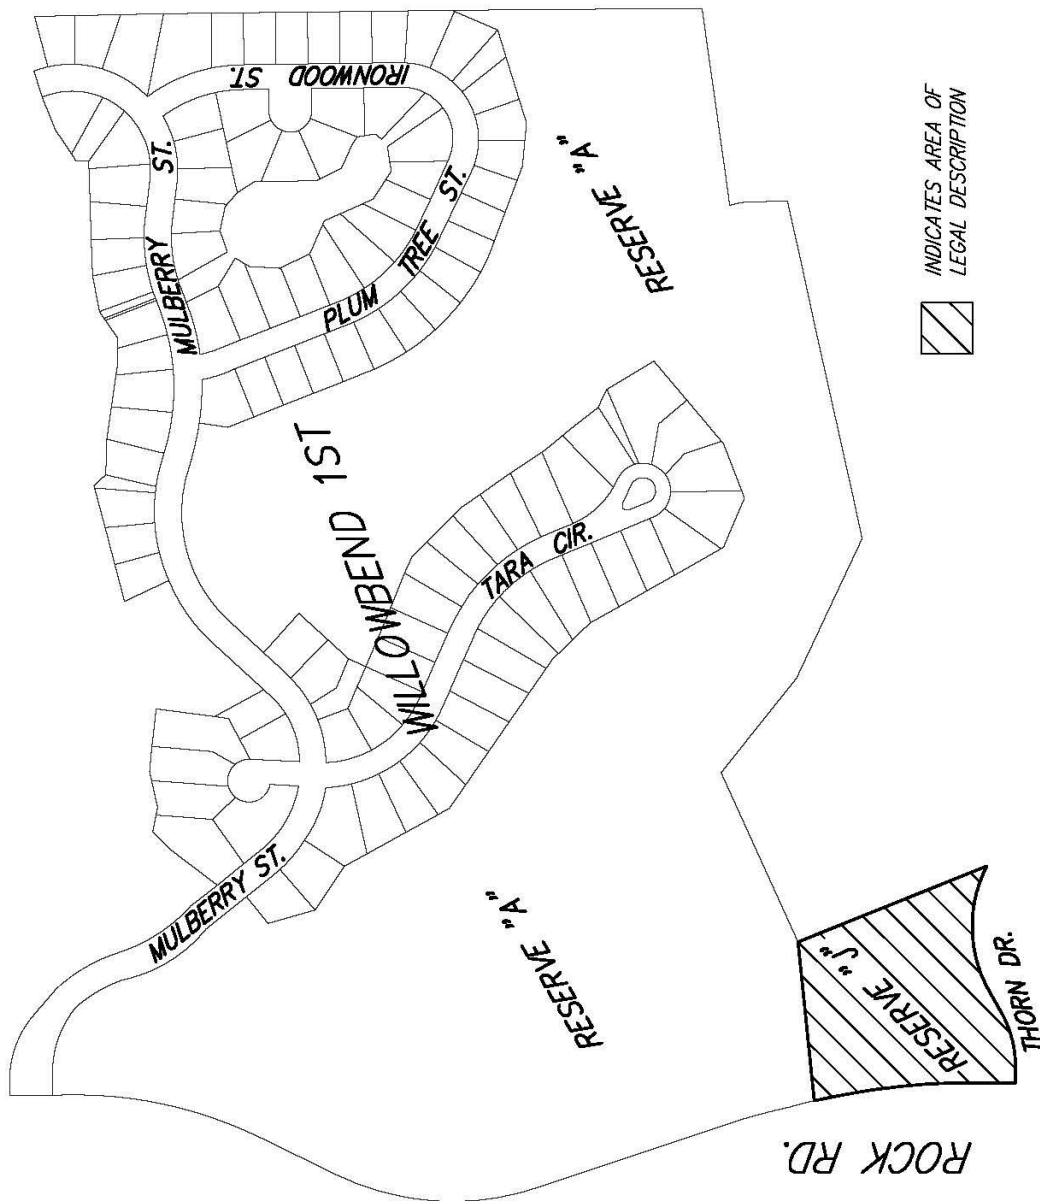 IRONWOOD ST.
MULBERRY ST.
PLUM TREE ST.
RESERVE "A"
INDICATES AREA OF
LEGAL DESCRIPTION
WILLOWBEND 1ST
TARA CIR.
MULBERRY ST.
RESERVE "A"
RESERVE "J"
THORN DR.
ROCK RD.